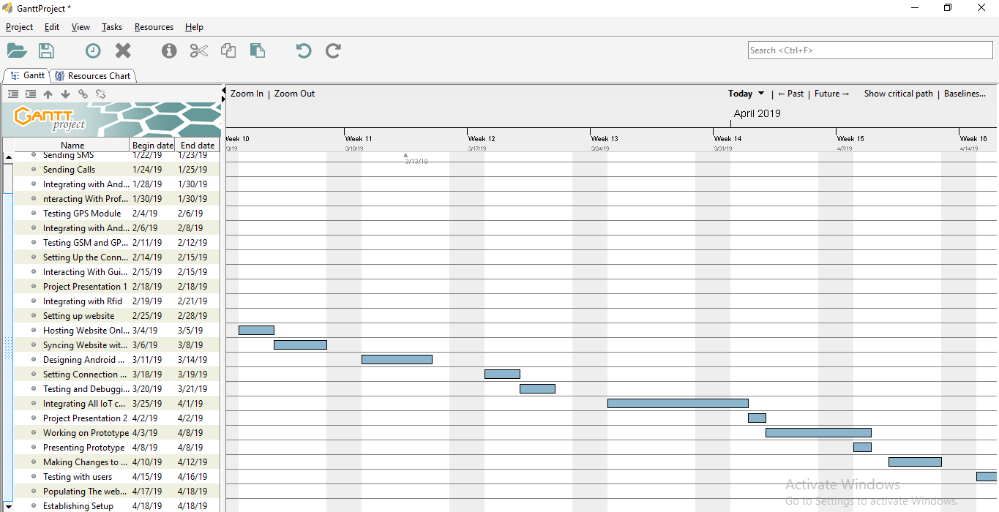 GanttProject *
Project Edit View Tasks Resources Help
Search <Ctrl+F>
Gantt Resources Chart
Zoom In | Zoom Out Today | ←Past | Future→ Show critical path | Baselines...
GANTT project
April 2019
Name Begin date End date
Week 10 Week 11 Week 12 Week 13 Week 14 Week 15 Week 16
3/3/19 3/10/19 3/17/19 3/24/19 3/31/19 4/7/19 4/14/19
3/13/19
Sending SMS 1/22/19 1/23/19
Sending Calls 1/24/19 1/25/19
Integrating with And... 1/28/19 1/30/19
nteracting With Prof... 1/30/19 1/30/19
Testing GPS Module 2/4/19 2/6/19
Integrating with And... 2/6/19 2/8/19
Testing GSM and GP... 2/11/19 2/12/19
Setting Up the Conn... 2/14/19 2/15/19
Interacting With Gui... 2/15/19 2/15/19
Project Presentation 1 2/18/19 2/18/19
Integrating with Rfid 2/19/19 2/21/19
Setting up website 2/25/19 2/28/19
Hosting Website Onl... 3/4/19 3/5/19
Syncing Website wit... 3/6/19 3/8/19
Designing Android ... 3/11/19 3/14/19
Setting Connection ... 3/18/19 3/19/19
Testing and Debuggi... 3/20/19 3/21/19
Integrating All IoT c... 3/25/19 4/1/19
Project Presentation 2 4/2/19 4/2/19
Working on Prototype 4/3/19 4/8/19
Presenting Prototype 4/8/19 4/8/19
Making Changes to ... 4/10/19 4/12/19
Testing with users 4/15/19 4/16/19
Populating The web... 4/17/19 4/18/19
Establishing Setup 4/18/19 4/18/19
Activate Windows
Go to Settings to activate Windows.